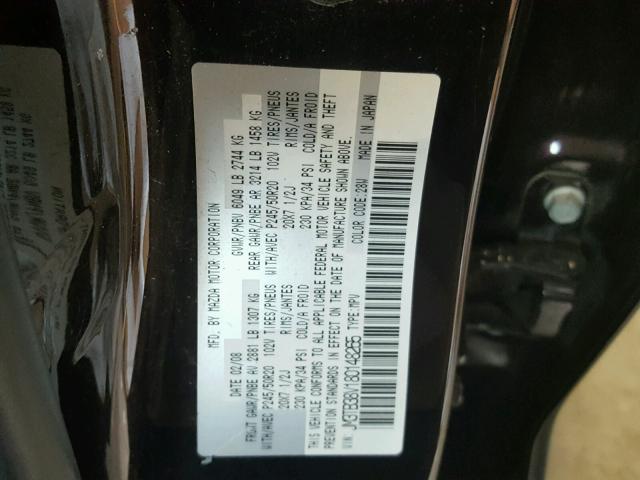 MFD. BY MAZDA MOTOR CORPORATION
02/08 GVWR/PNBV 6049 LB 2744 KG
FRONT GAWR/PNBE AV 2881 LB 1307 KG REAR GAWR/PNBE AR 3214 LB 1458 KG
WITH/AVEC P245/50R20 102V TIRES/PNEUS WITH/AVEC P245/50R20 102V TIRES/PNEUS
20X7 1/2J RIMS/JANTES 20X7 1/2J RIMS/JANTES
230 KPA/34 PSI COLD/A FROID 230 KPA/34 PSI COLD/A FROID
THIS VEHICLE CONFORMS TO ALL APPLICABLE FEDERAL MOTOR VEHICLE SAFETY AND THEFT
PREVENTION STANDARDS IN EFFECT ON THE DATE OF MANUFACTURE SHOWN ABOVE.
VIN: TYPE:MPV COLOR CODE:28W MADE IN JAPAN